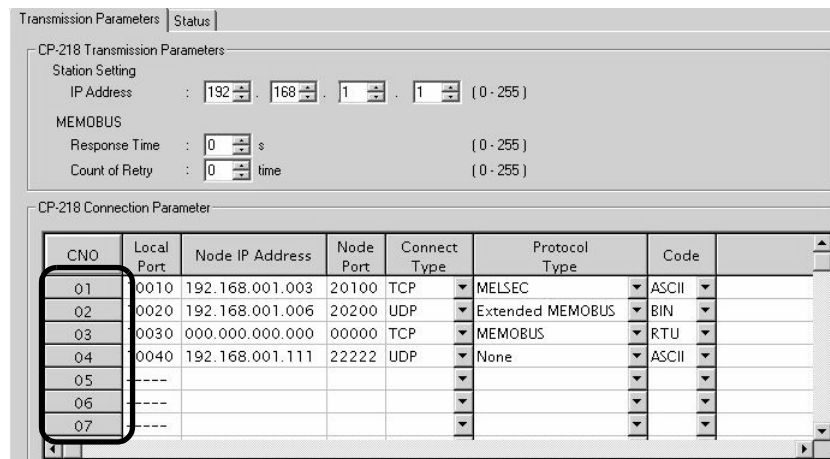 Transmission Parameters Status
CP-218 Transmission Parameters
Station Setting
IP Address : 192 . 168 . 1 . 1 ( 0 - 255 )
MEMOBUS
Response Time : 0 s ( 0 - 255 )
Count of Retry : 0 time ( 0 - 255 )
CP-218 Connection Parameter
CNO Local Port Node IP Address Node Port Connect Type Protocol Type Code
01 0010 192.168.001.003 20100 TCP MELSEC ASCII
02 0020 192.168.001.006 20200 UDP Extended MEMOBUS BIN
03 0030 000.000.000.000 00000 TCP MEMOBUS RTU
04 0040 192.168.001.111 22222 UDP None ASCII
05 -----
06 -----
07 -----